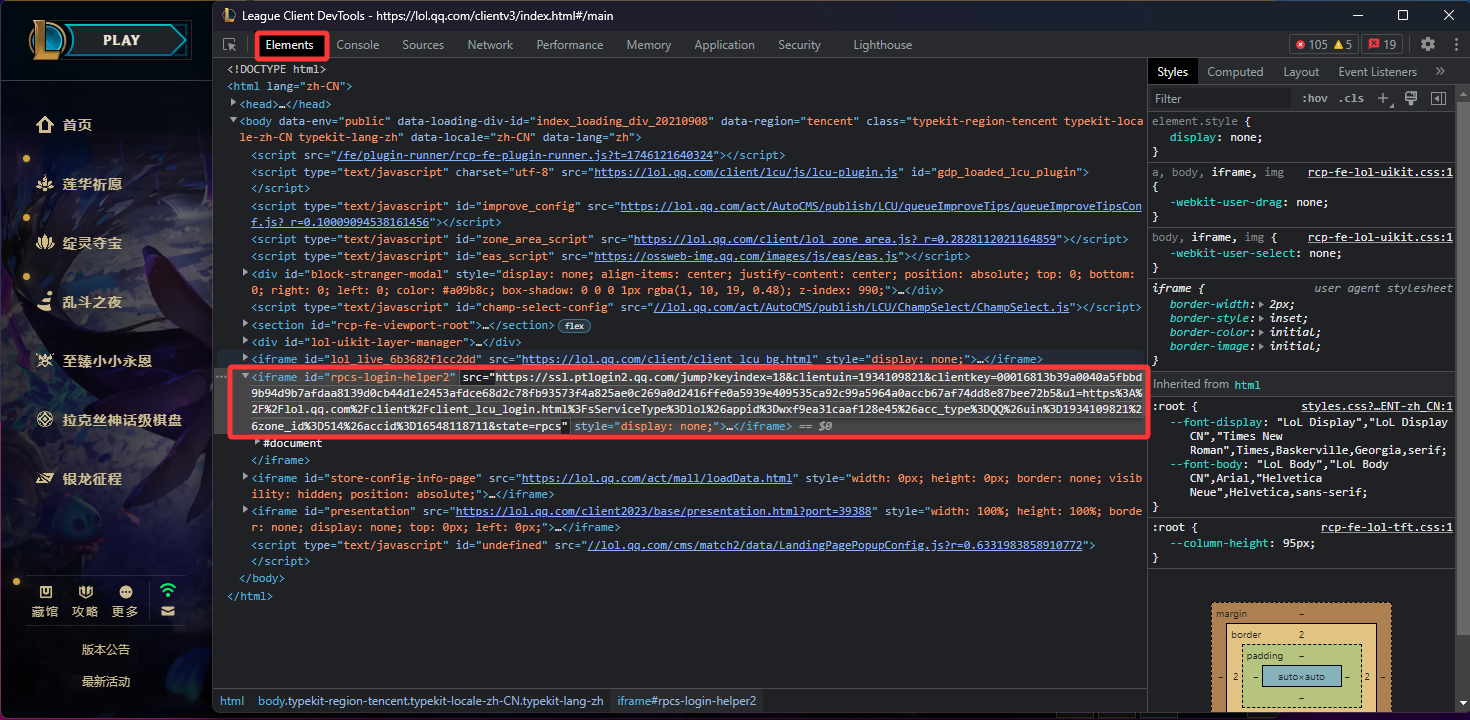 PLAY
首页
莲华祈愿
绽灵夺宝
乱斗之夜
至臻小小永恩
拉克丝神话级棋盘
银龙征程
藏馆 攻略 更多
版本公告
最新活动
League Client DevTools - https://lol.qq.com/clientv3/index.html#/main
Elements Console Sources Network Performance Memory Application Security Lighthouse 105 5 19
<!DOCTYPE html>
<html lang="zh-CN">
<head>…</head>
<body data-env="public" data-loading-div-id="index_loading_div_20210908" data-region="tencent" class="typekit-region-tencent typekit-loca
le-zh-CN typekit-lang-zh" data-locale="zh-CN" data-lang="zh">
<script src="/fe/plugin-runner/rcp-fe-plugin-runner.js?t=1746121640324"></script>
<script type="text/javascript" charset="utf-8" src="https://lol.qq.com/client/lcu/js/lcu-plugin.js" id="gdp_loaded_lcu_plugin">
</script>
<script type="text/javascript" id="improve_config" src="https://lol.qq.com/act/AutoCMS/publish/LCU/queueImproveTips/queueImproveTipsCon
f.js?_r=0.10009094538161456"></script>
<script type="text/javascript" id="zone_area_script" src="https://lol.qq.com/client/lol_zone_area.js?_r=0.2828112021164859"></script>
<script type="text/javascript" id="eas_script" src="https://ossweb-img.qq.com/images/js/eas/eas.js"></script>
<div id="block-stranger-modal" style="display: none; align-items: center; justify-content: center; position: absolute; top: 0; bottom:
0; right: 0; left: 0; color: #a09b8c; box-shadow: 0 0 0 1px rgba(1, 10, 19, 0.48); z-index: 990;">…</div>
<script type="text/javascript" id="champ-select-config" src="//lol.qq.com/act/AutoCMS/publish/LCU/ChampSelect/ChampSelect.js"></script>
<section id="rcp-fe-viewport-root">…</section> flex
<div id="lol-uikit-layer-manager">…</div>
<iframe id="lol_live_6b3682f1cc2dd" src="https://lol.qq.com/client/client_lcu_bg.html" style="display: none;">…</iframe>
<iframe id="rpcs-login-helper2" src="https://ssl.ptlogin2.qq.com/jump?keyindex=18&clientuin=1934109821&clientkey=00016813b39a0040a5fbbd
9b94d9b7afdaa8139d0cb44d1e2453afdce68d2c78fb93573f4a825ae0c269a0d2416ffe0a5939e409535ca92c99a5964a0accb67af74dd8e87bee72b5&u1=https%3A%
2F%2Flol.qq.com%2Fclient%2Fclient_lcu_login.html%3FsServiceType%3Dlol%26appid%3Dwxf9ea31caaf128e45%26acc_type%3DQQ%26uin%3D1934109821%2
6zone_id%3D514%26accid%3D16548118711&state=rpcs" style="display: none;">…</iframe> == $0
#document
</iframe>
<iframe id="store-config-info-page" src="https://lol.qq.com/act/mall/loadData.html" style="width: 0px; height: 0px; border: none; visib
ility: hidden; position: absolute;">…</iframe>
<iframe id="presentation" src="https://lol.qq.com/client2023/base/presentation.html?port=39388" style="width: 100%; height: 100%; borde
r: none; display: none; top: 0px; left: 0px;">…</iframe>
<script type="text/javascript" id="undefined" src="//lol.qq.com/cms/match2/data/LandingPagePopupConfig.js?r=0.6331983858910772">
</script>
</body>
</html>
html body.typekit-region-tencent.typekit-locale-zh-CN.typekit-lang-zh iframe#rpcs-login-helper2
Styles Computed Layout Event Listeners »
Filter :hov .cls +
element.style {
display: none;
}
a, body, iframe, img rcp-fe-lol-uikit.css:1
{
-webkit-user-drag: none;
}
body, iframe, img { rcp-fe-lol-uikit.css:1
-webkit-user-select: none;
}
iframe { user agent stylesheet
border-width: 2px;
border-style: inset;
border-color: initial;
border-image: initial;
}
Inherited from html
:root { styles.css?…ENT-zh_CN:1
--font-display: "LoL Display","LoL Display
CN","Times New
Roman",Times,Baskerville,Georgia,serif;
--font-body: "LoL Body","LoL Body
CN",Arial,"Helvetica
Neue",Helvetica,sans-serif;
}
:root { rcp-fe-lol-tft.css:1
--column-height: 95px;
}
margin –
border 2
padding –
– 2 – auto×auto – 2 –
–